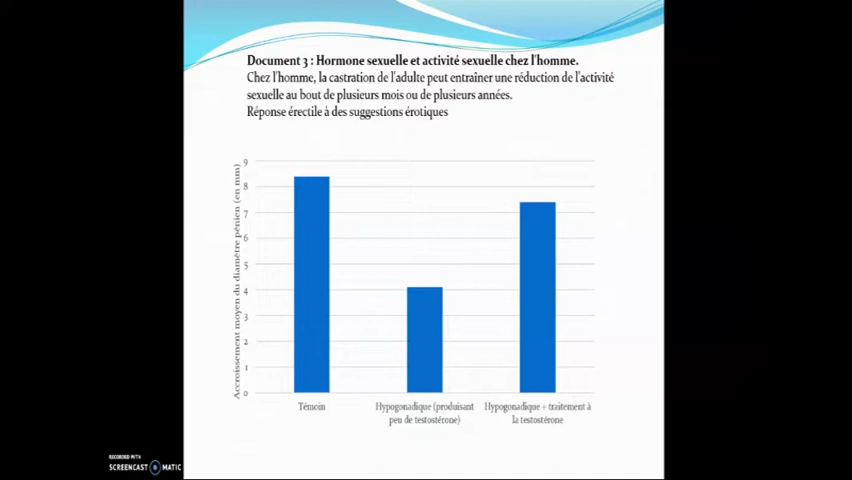 Document 3 : Hormone sexuelle et activité sexuelle chez l'homme.
Chez l'homme, la castration de l'adulte peut entrainer une réduction de l'activité
sexuelle au bout de plusieurs mois ou de plusieurs années.
Réponse érectile à des suggestions érotiques
Accroissement moyen du diamètre pénien (en mm)
9
8
7
6
5
4
3
2
1
0
Témoin
Hypogonadique (produisant
peu de testostérone)
Hypogonadique + traitement à
la testostérone
RECORDED WITH
SCREENCAST MATIC